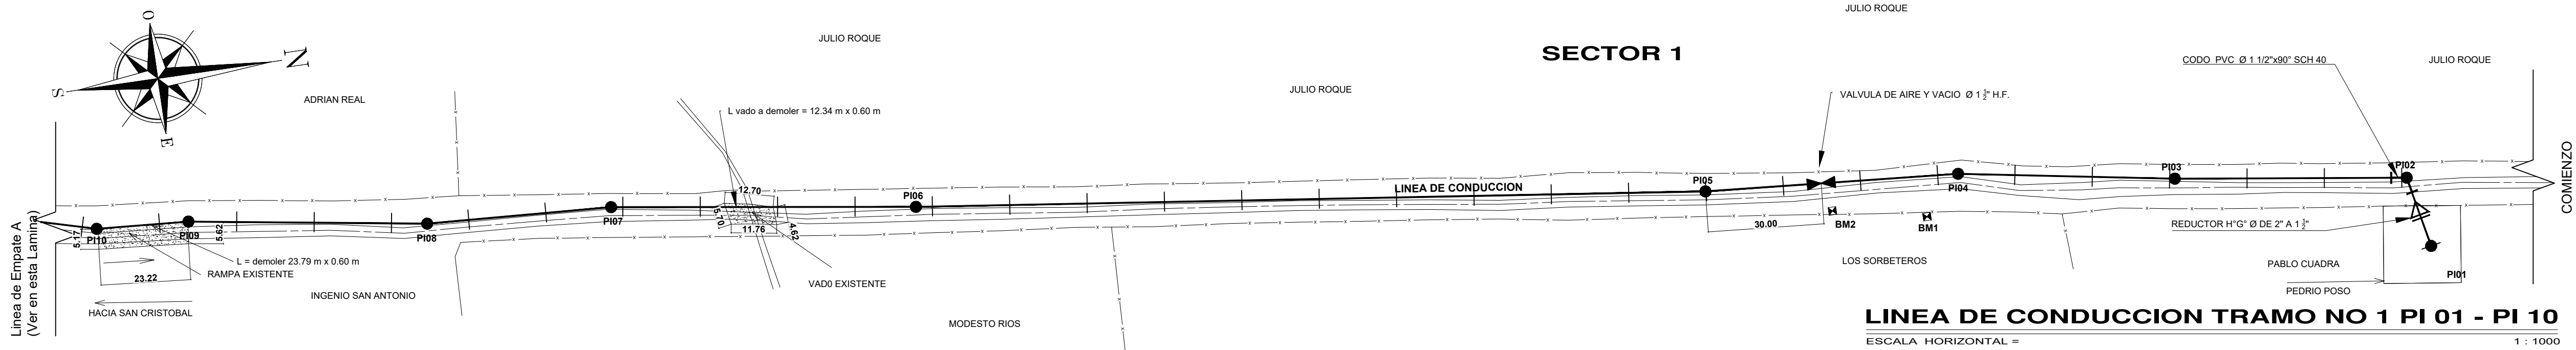 JULIO ROQUE
O
N
S
E
JULIO ROQUE
SECTOR 1
CODO PVC Ø 1 1/2"x90° SCH 40
JULIO ROQUE
ADRIAN REAL
JULIO ROQUE
VALVULA DE AIRE Y VACIO Ø 1 ½" H.F.
L vado a demoler = 12.34 m x 0.60 m
COMIENZO
PI02
PI03
PI04
PI05
LINEA DE CONDUCCION
PI06
PI07
PI08
PI09
PI10
12.70
5.70
11.76
4.62
5.17
5.62
23.22
30.00
BM2
BM1
REDUCTOR H°G° Ø DE 2" A 1 ½"
L = demoler 23.79 m x 0.60 m
RAMPA EXISTENTE
VAD0 EXISTENTE
LOS SORBETEROS
PABLO CUADRA
PI01
PEDRIO POSO
INGENIO SAN ANTONIO
HACIA SAN CRISTOBAL
MODESTO RIOS
Linea de Empate A
(Ver en esta Lamina)
LINEA DE CONDUCCION TRAMO NO 1 PI 01 - PI 10
ESCALA HORIZONTAL = 1 : 1000